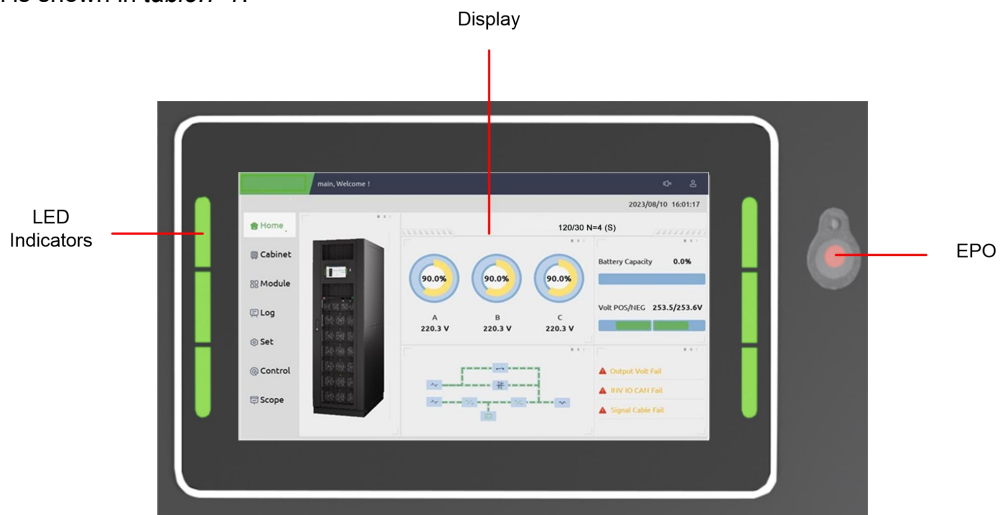 As shown in table.7-1.
Display
main, Welcome !
2023/08/10 16:01:17
LED
Indicators
EPO
Home
Cabinet
Module
Log
Set
Control
Scope
120/30 N=4 (S)
90.0%
90.0%
90.0%
A
B
C
220.3 V
220.3 V
220.3 V
Battery Capacity 0.0%
Volt POS/NEG 253.5/253.6V
Output Volt Fail
IUV IO CAN Fail
Signal Cable Fail